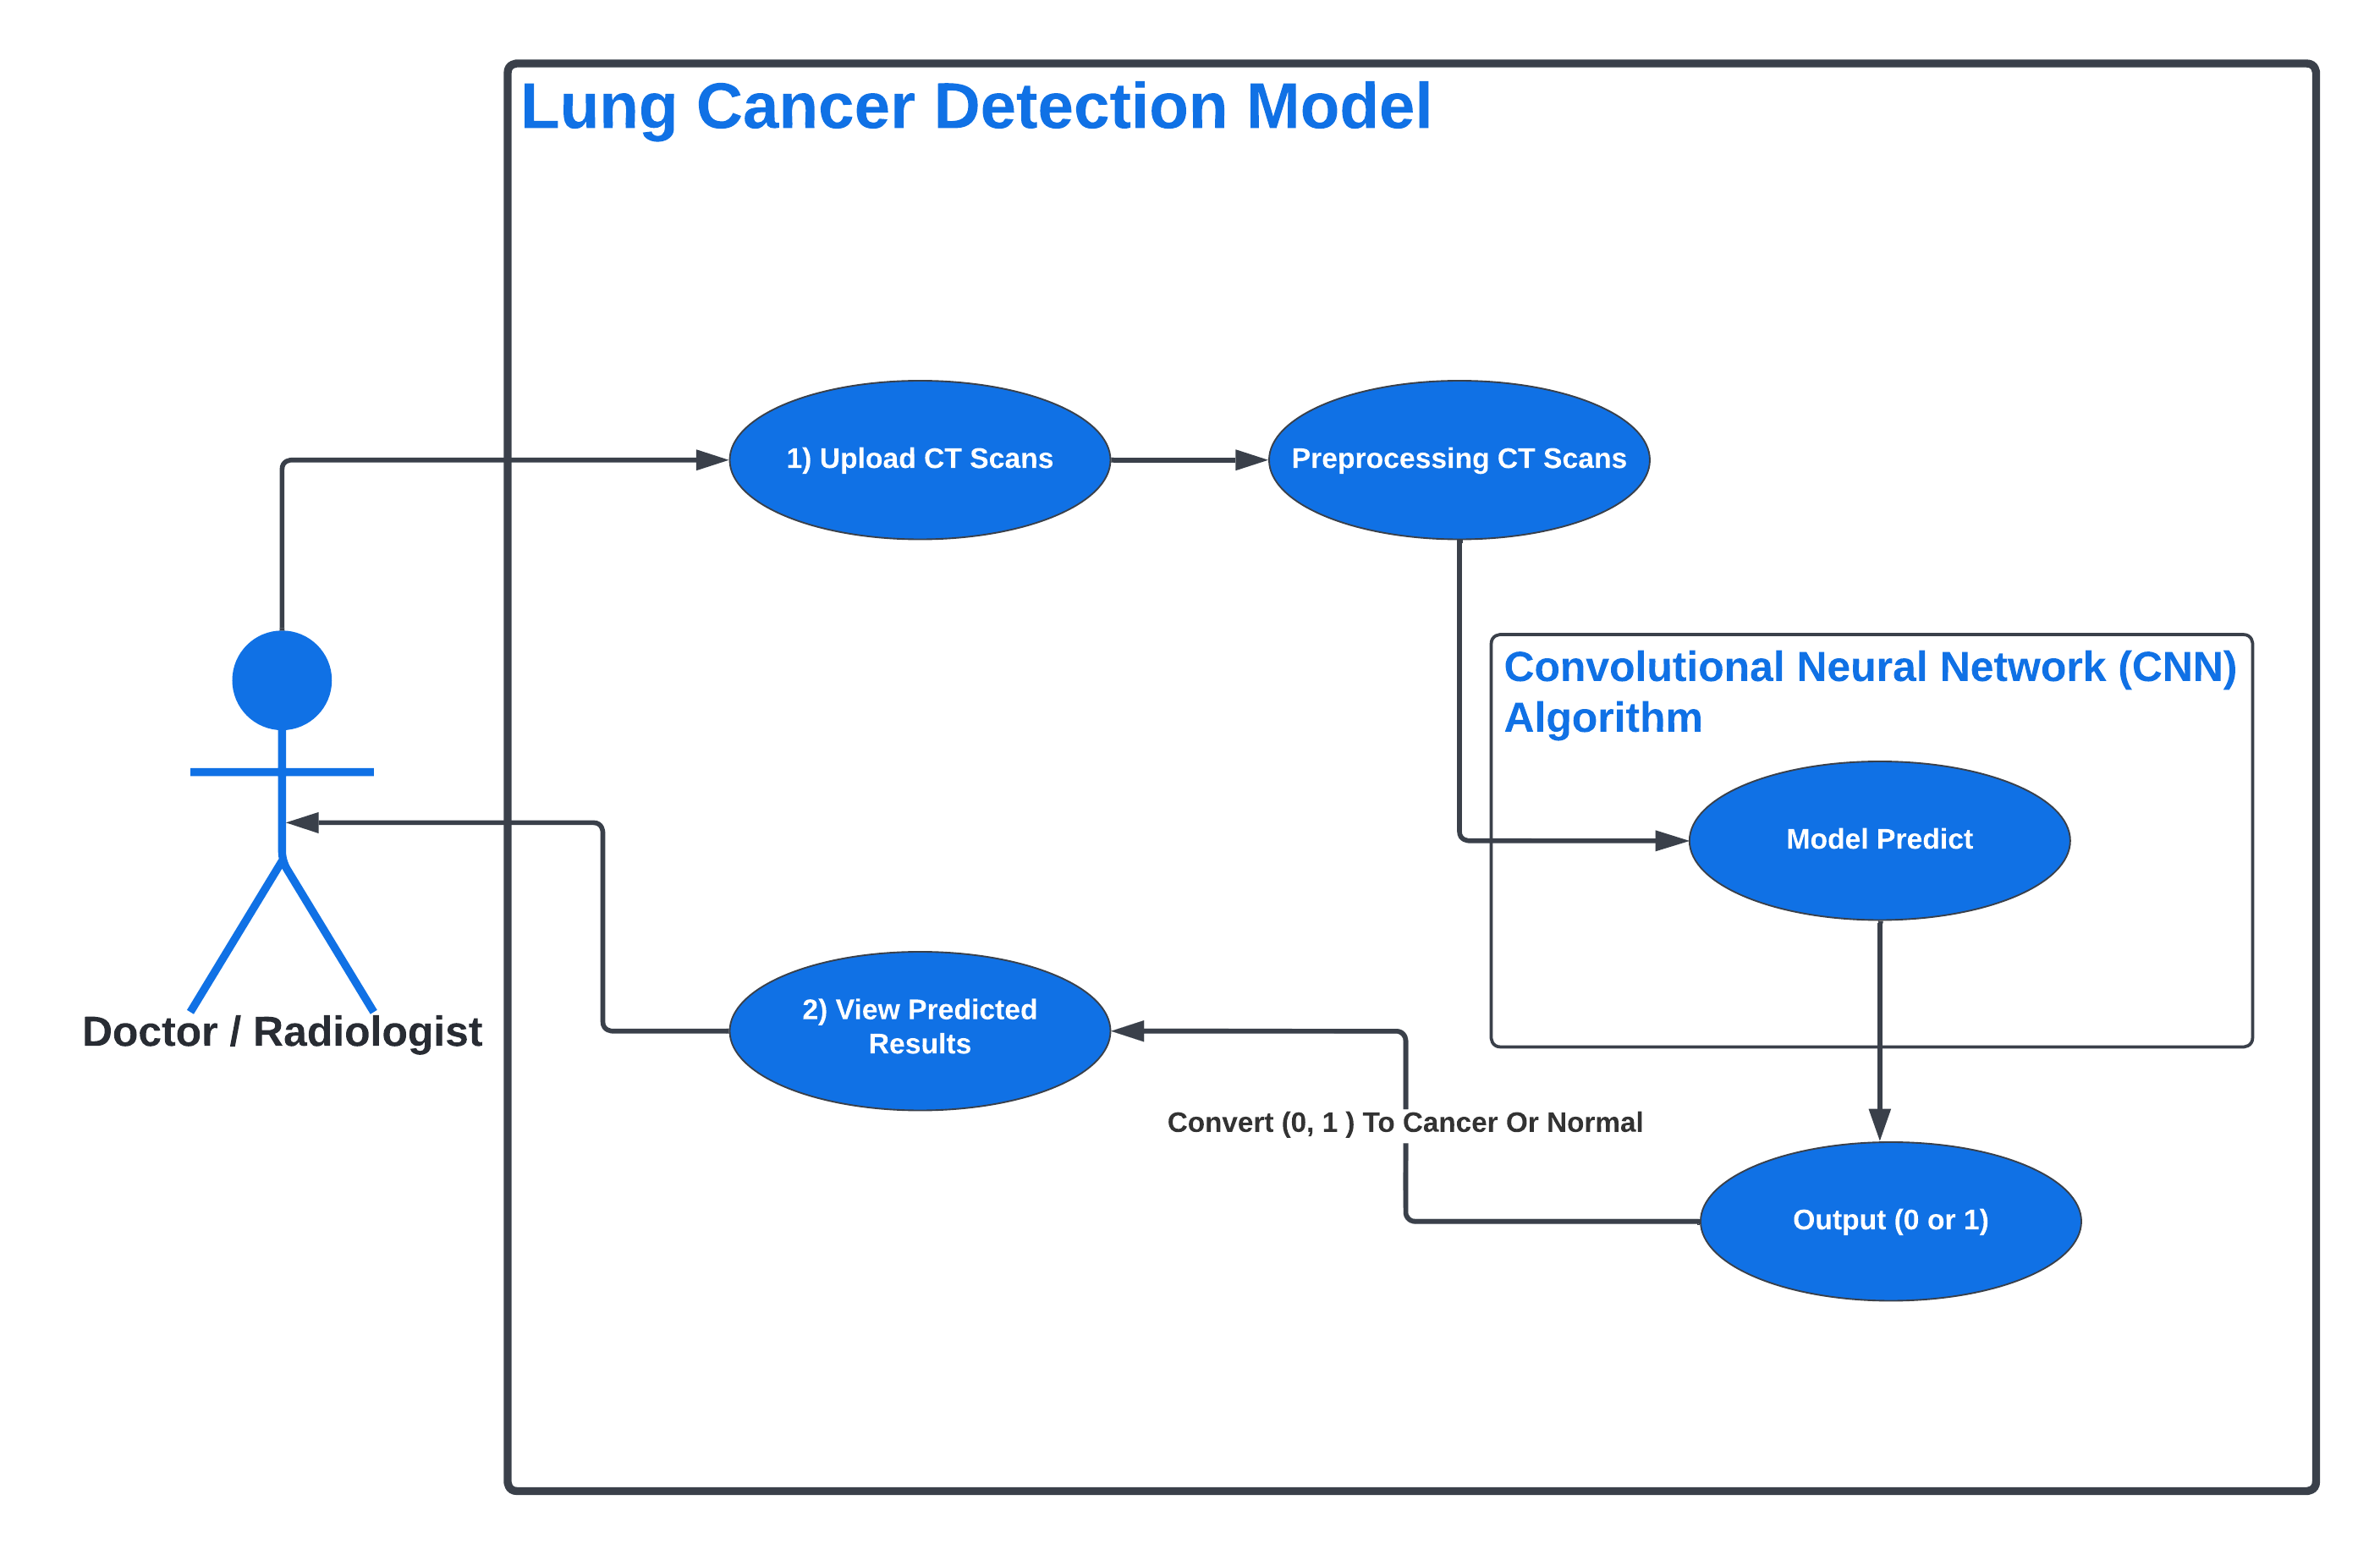 Lung Cancer Detection Model
1) Upload CT Scans
Preprocessing CT Scans
Convolutional Neural Network (CNN)
Algorithm
Model Predict
Doctor / Radiologist
2) View Predicted
Results
Convert (0, 1 ) To Cancer Or Normal
Output (0 or 1)